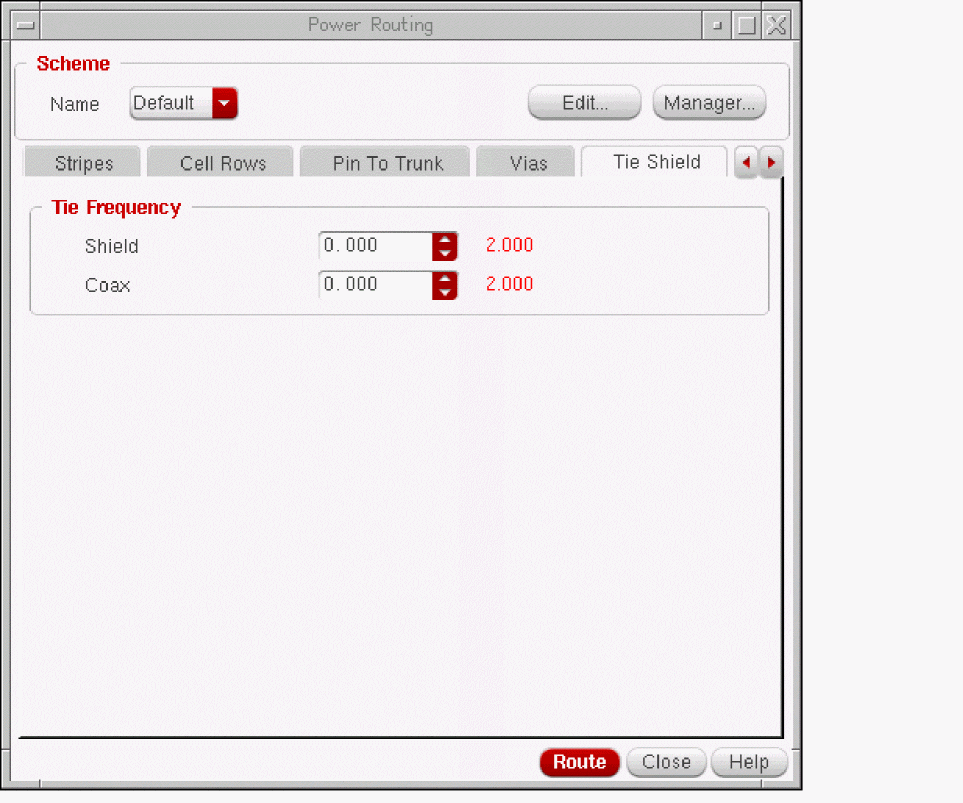 Power Routing
Scheme
Name Default Edit... Manager...
Stripes Cell Rows Pin To Trunk Vias Tie Shield
Tie Frequency
Shield 0.000 2.000
Coax 0.000 2.000
Route Close Help